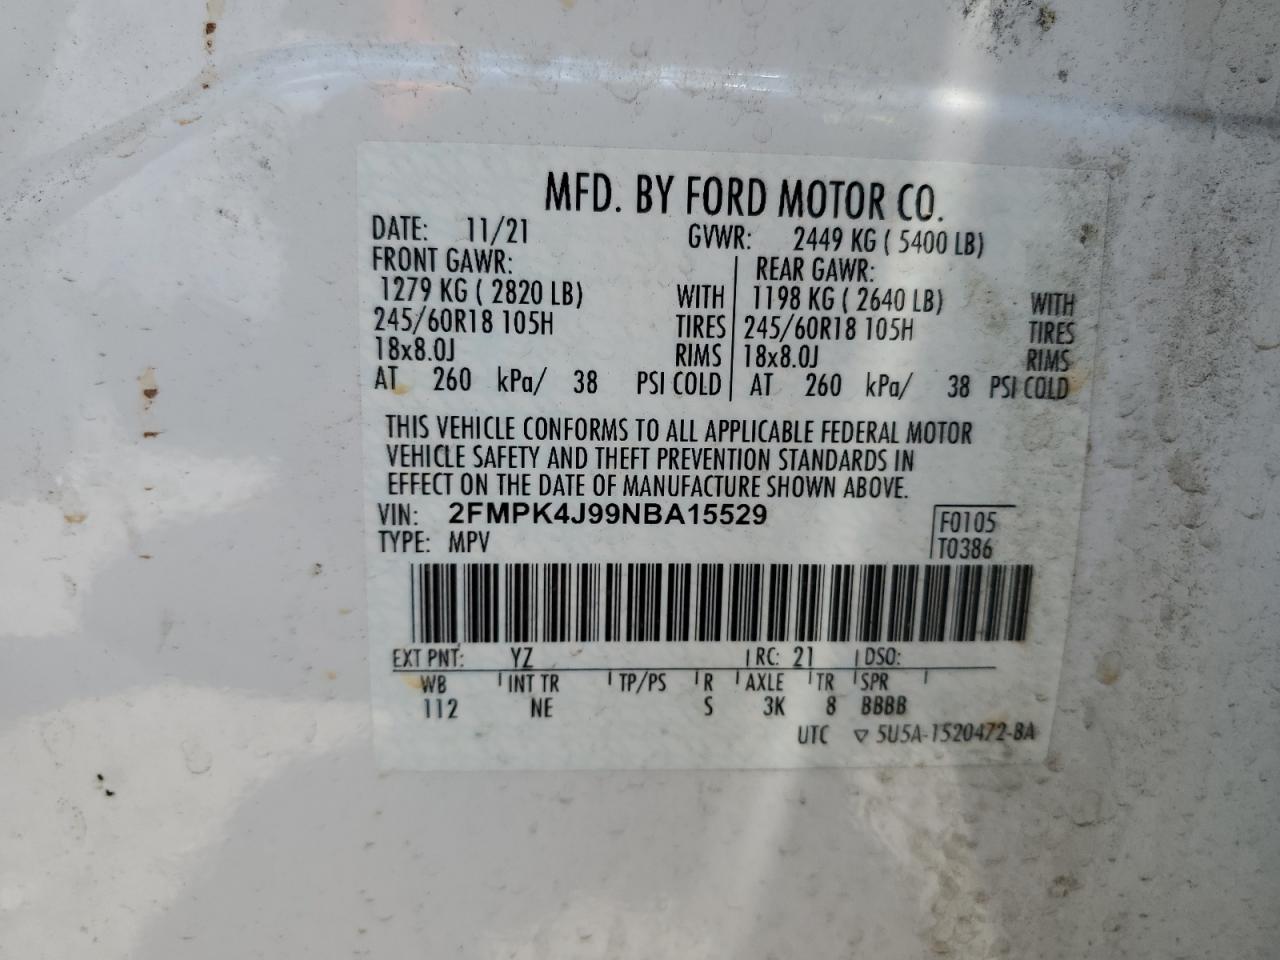 MFD. BY FORD MOTOR CO.
DATE: 11/21 GVWR: 2449 KG ( 5400 LB)
FRONT GAWR: REAR GAWR:
1279 KG ( 2820 LB) WITH 1198 KG ( 2640 LB) WITH
245/60R18 105H TIRES 245/60R18 105H TIRES
18x8.0J RIMS 18x8.0J RIMS
AT 260 kPa/ 38 PSI COLD AT 260 kPa/ 38 PSI COLD
THIS VEHICLE CONFORMS TO ALL APPLICABLE FEDERAL MOTOR
VEHICLE SAFETY AND THEFT PREVENTION STANDARDS IN
EFFECT ON THE DATE OF MANUFACTURE SHOWN ABOVE.
VIN: 2FMPK4J99NBA15529 F0105
TYPE: MPV T0386
EXT PNT: YZ RC: 21 DSO:
WB INT TR TP/PS R AXLE TR SPR
112 NE S 3K 8 BBBB
UTC ▽ 5U5A-1520472-BA